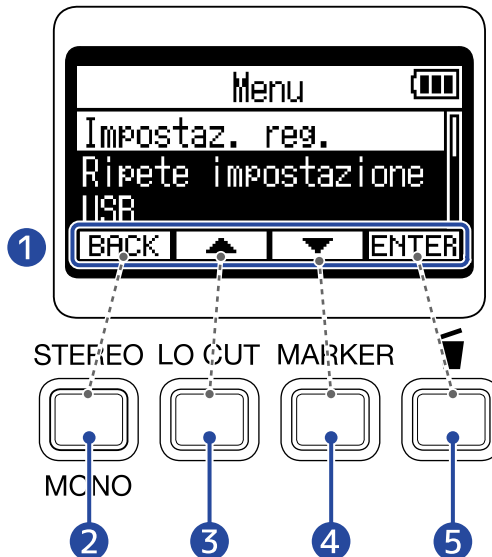 Menu
Impostaz. reg.
Ripete impostazione
USB
1 BACK ENTER
STEREO LO CUT MARKER
MONO
2 3 4 5